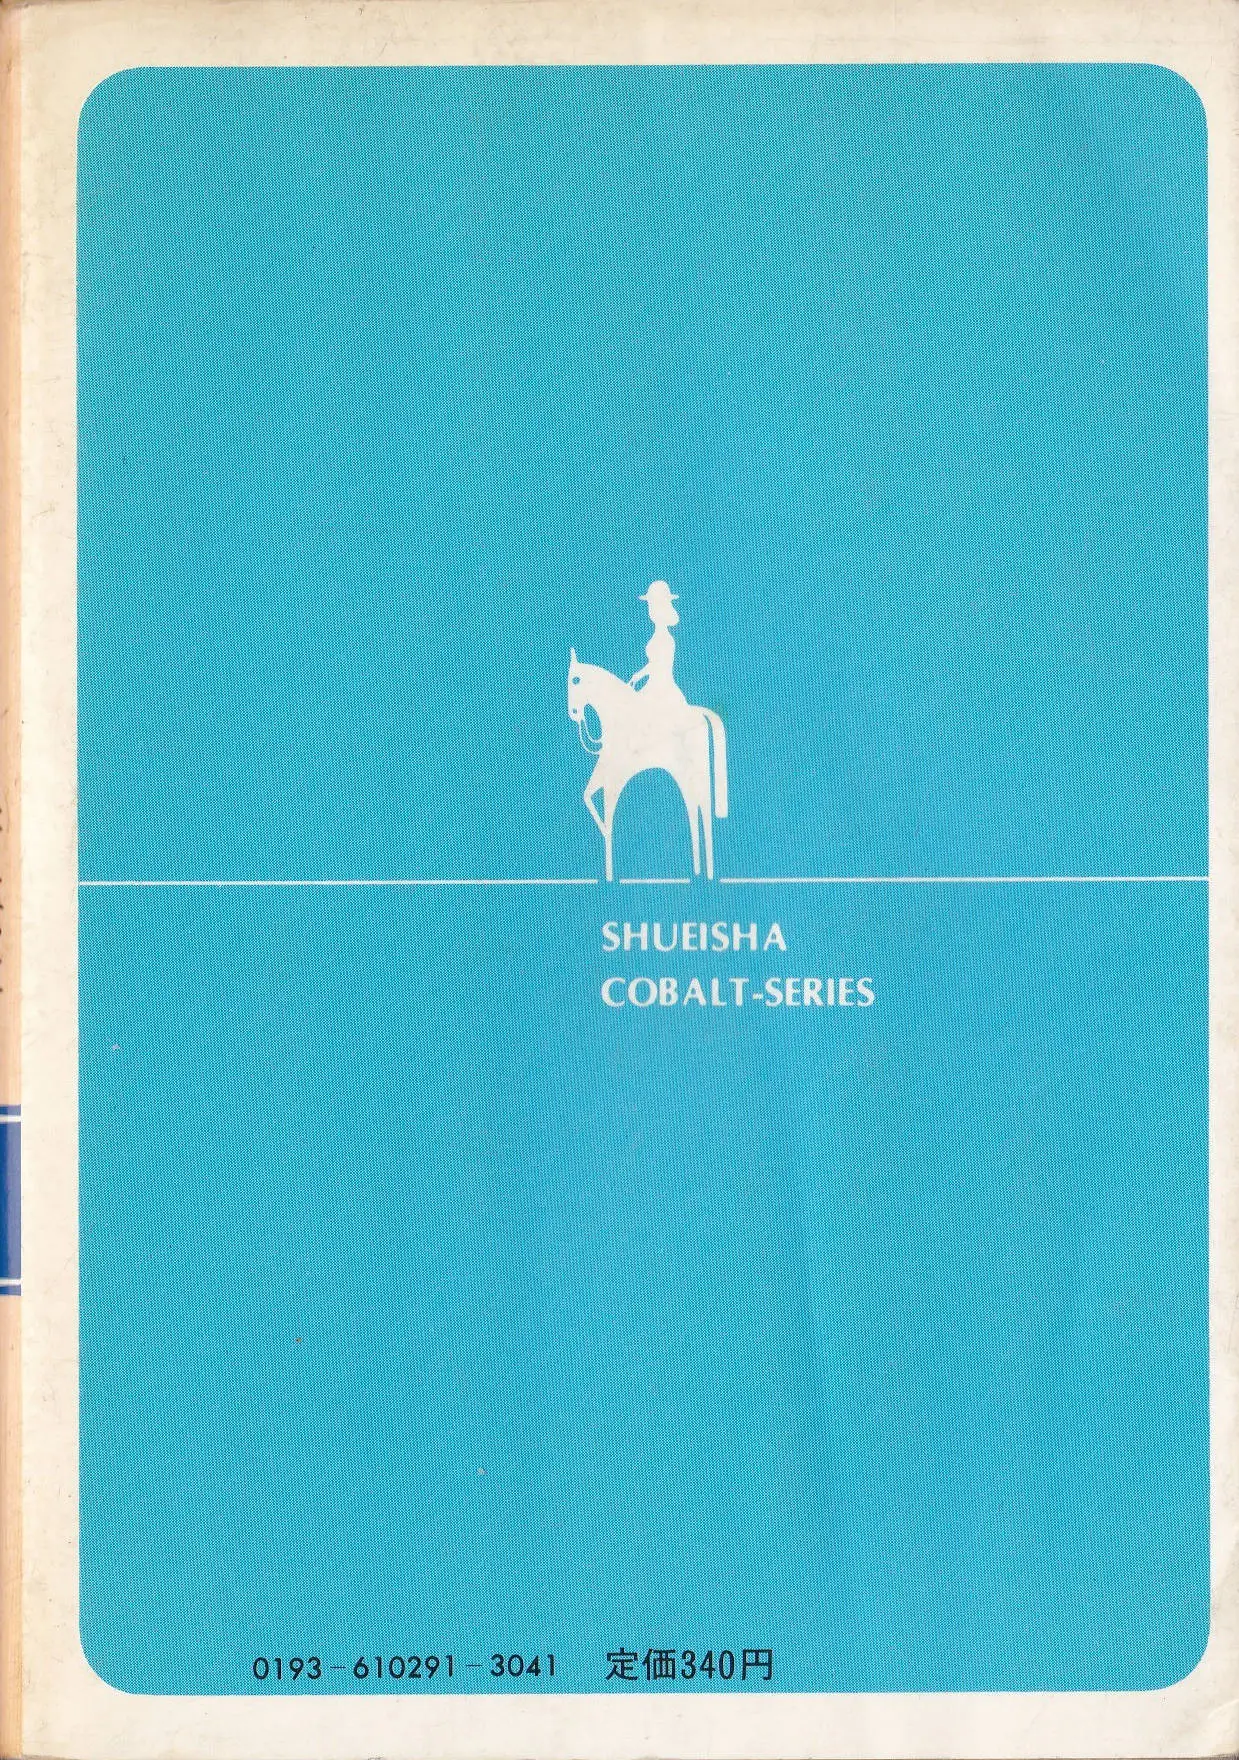 SHUEISHA
COBALT-SERIES
0193-610291-3041 定価340円